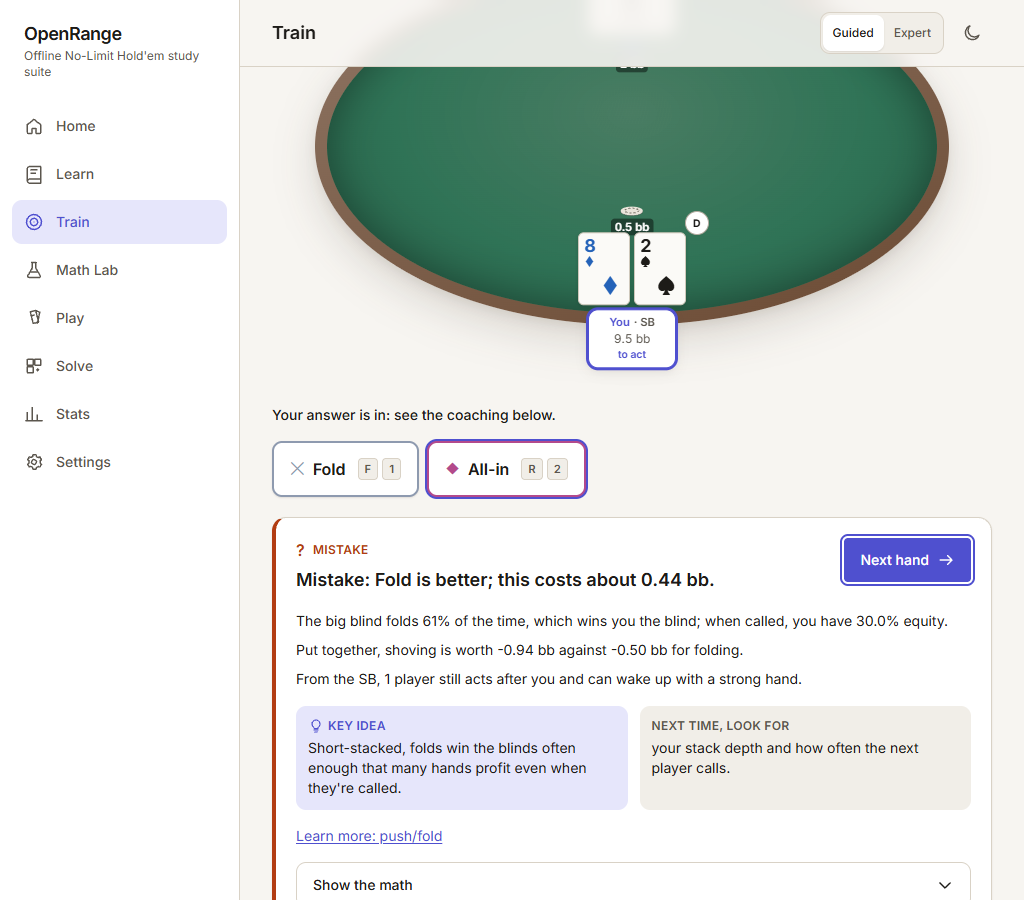 OpenRange
Offline No-Limit Hold'em study
suite
Home
Learn
Train
Math Lab
Play
Solve
Stats
Settings
Train
Guided
Expert
0.5 bb
D
8
2
You · SB
9.5 bb
to act
Your answer is in: see the coaching below.
Fold F 1
All-in R 2
? MISTAKE
Next hand
Mistake: Fold is better; this costs about 0.44 bb.
The big blind folds 61% of the time, which wins you the blind; when called, you have 30.0% equity.
Put together, shoving is worth -0.94 bb against -0.50 bb for folding.
From the SB, 1 player still acts after you and can wake up with a strong hand.
KEY IDEA
Short-stacked, folds win the blinds often
enough that many hands profit even when
they're called.
NEXT TIME, LOOK FOR
your stack depth and how often the next
player calls.
Learn more: push/fold
Show the math